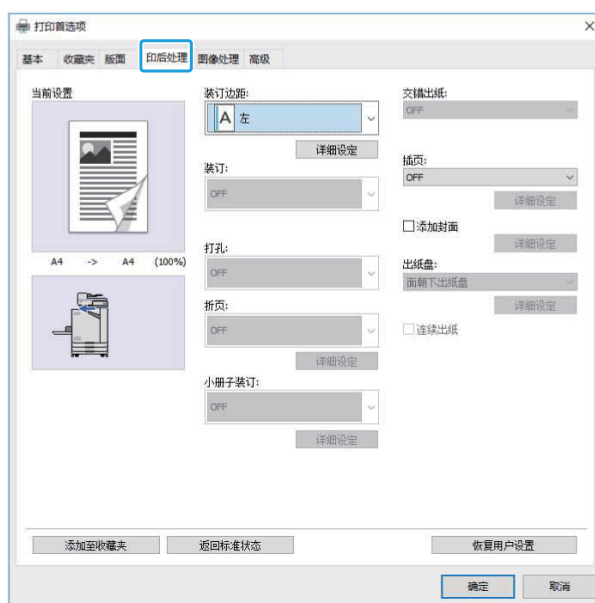 打印首选项
基本 收藏夹 版面 印后处理 图像处理 高级
当前设置
A4 -> A4 (100%)
装订边距:
A 左
详细设定
装订:
OFF
打孔:
OFF
折页:
OFF
详细设定
小册子装订:
OFF
详细设定
交错出纸:
OFF
插页:
OFF
详细设定
添加封面
详细设定
出纸盘:
面朝下出纸盘
详细设定
连续出纸
添加至收藏夹 返回标准状态 恢复用户设置
确定 取消